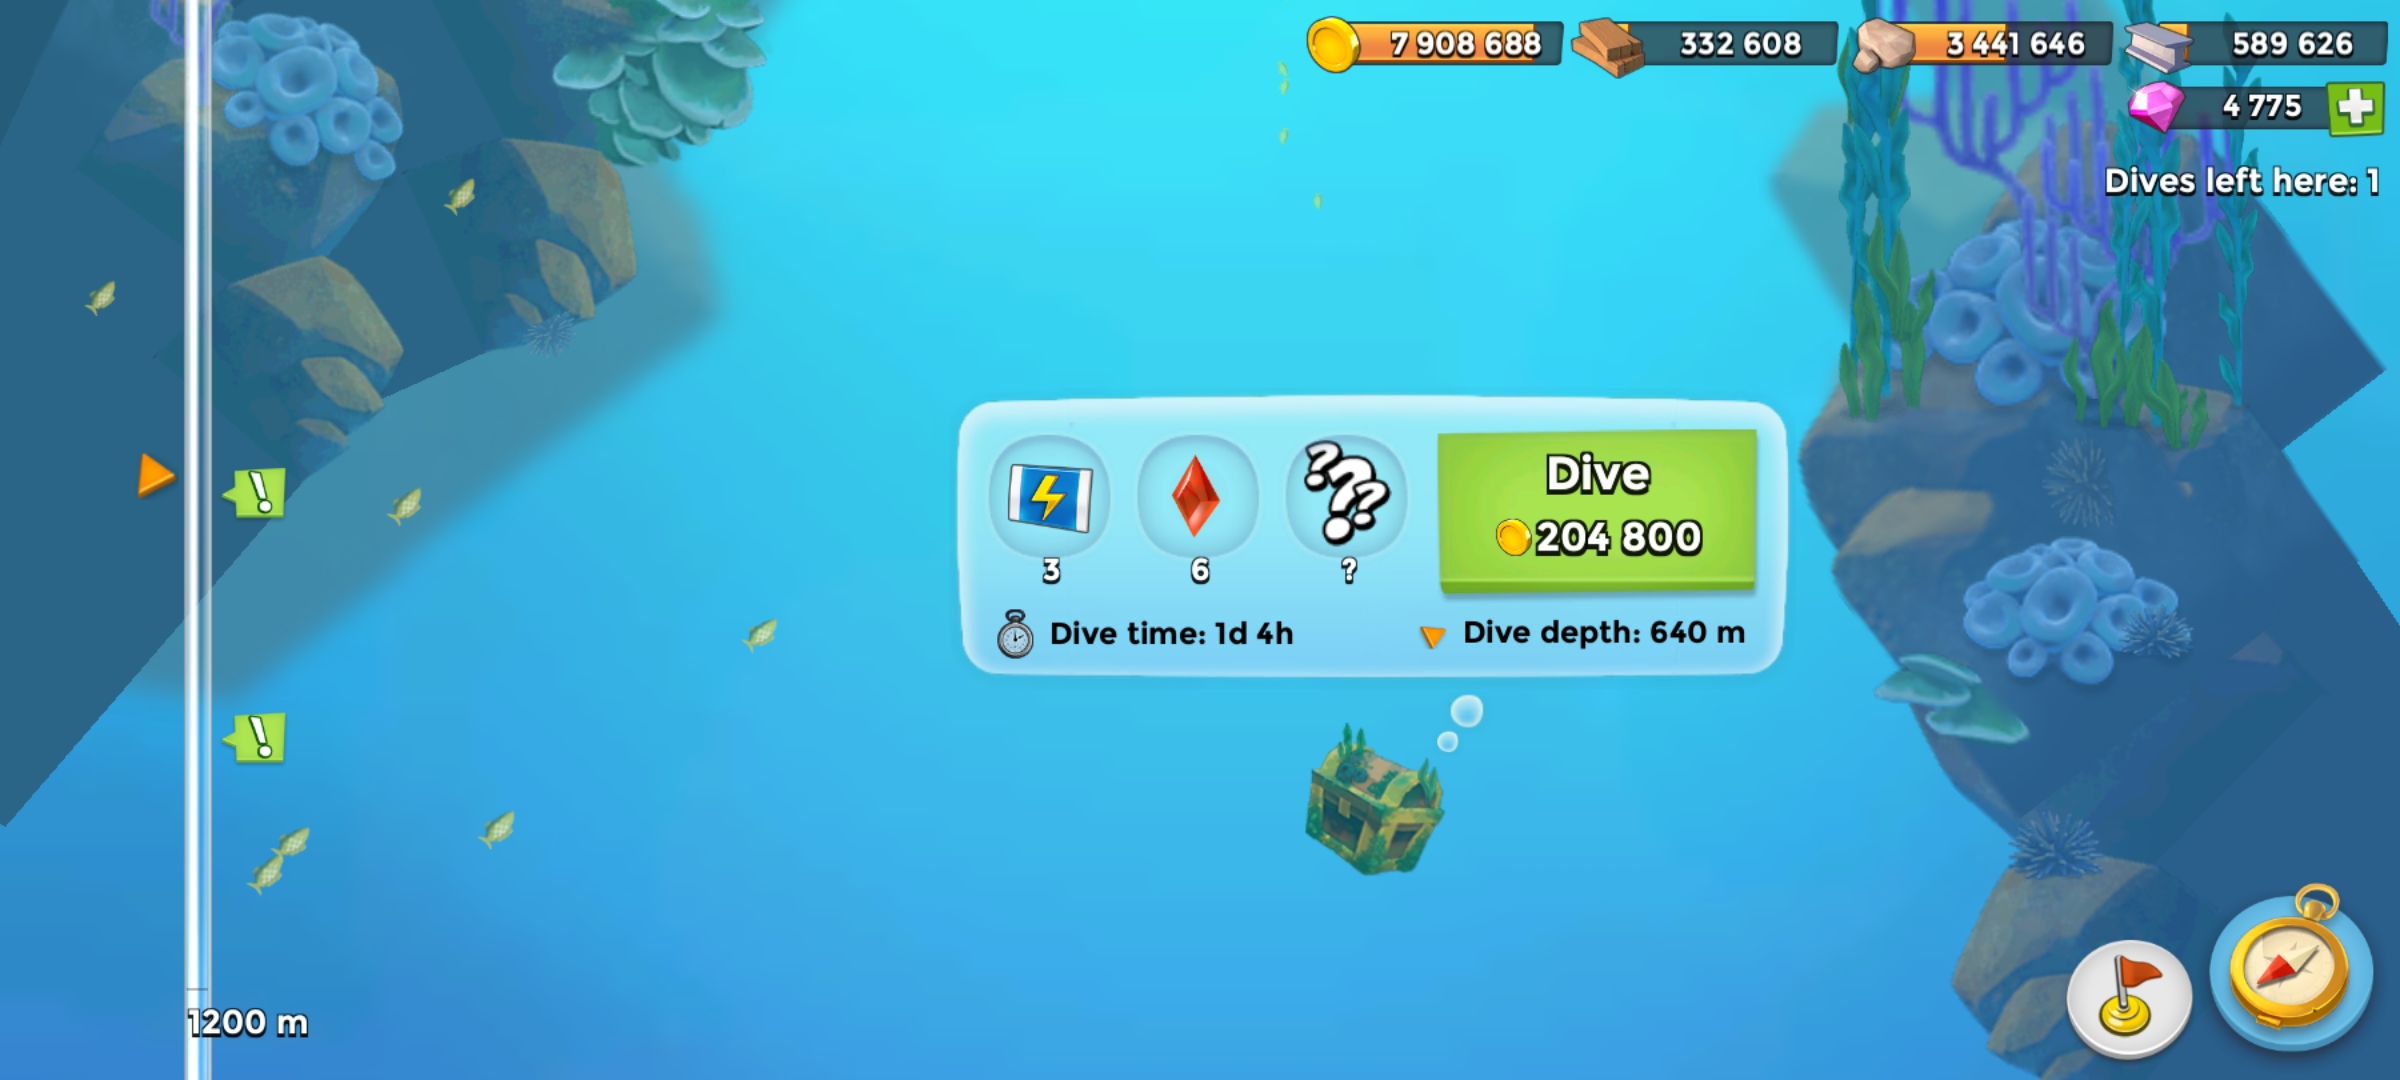 7 908 688
332 608
3 441 646
589 626
4 775
Dives left here: 1
!
???
Dive
204 800
3
6
?
Dive time: 1d 4h
Dive depth: 640 m
!
1200 m